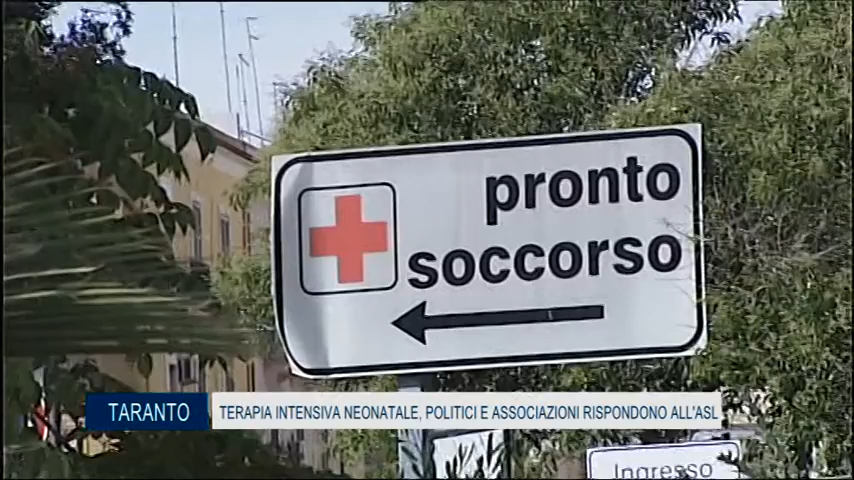 pronto
soccorso
TARANTO
TERAPIA INTENSIVA NEONATALE, POLITICI E ASSOCIAZIONI RISPONDONO ALL'ASL
Ingresso